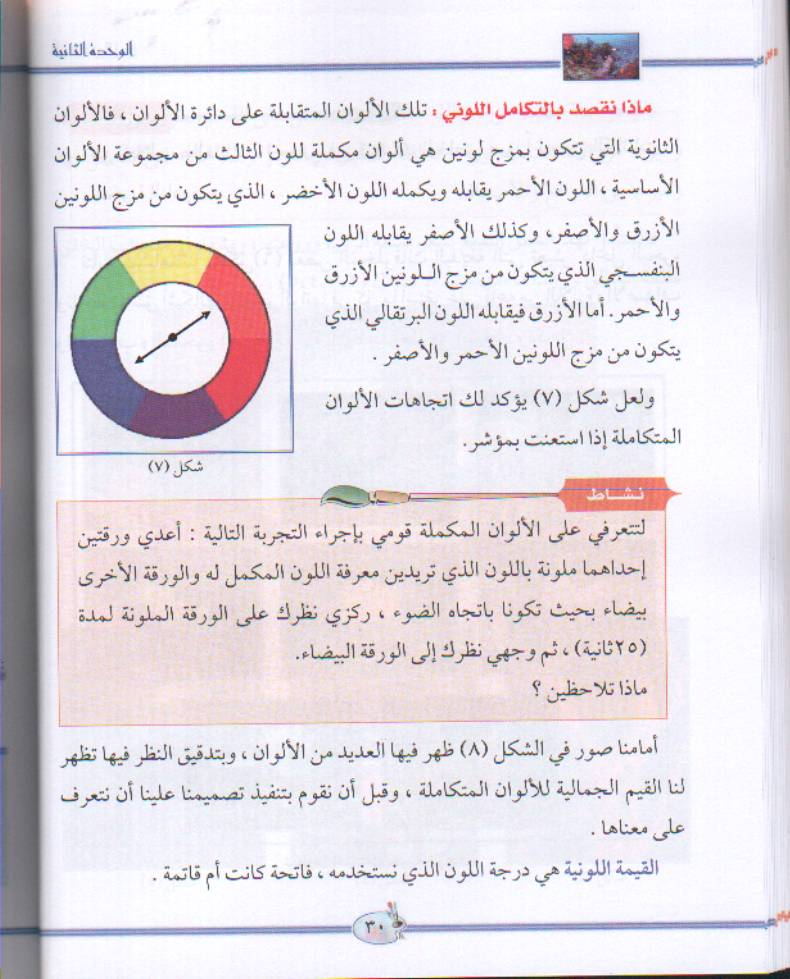 الوحدة الثانية
ماذا نقصد بالتكامل اللوني : تلك الألوان المتقابلة على دائرة الألوان ، فالألوان
الثانوية التي تتكون بمزج لونين هي ألوان مكملة للون الثالث من مجموعة الألوان
الأساسية ، اللون الأحمر يقابله ويكمله اللون الأخضر ، الذي يتكون من مزج اللونين
الأزرق والأصفر، وكذلك الأصفر يقابله اللون
البنفسجي الذي يتكون من مزج اللونين الأزرق
والأحمر. أما الأزرق فيقابله اللون البرتقالي الذي
يتكون من مزج اللونين الأحمر والأصفر .
ولعل شكل (٧) يؤكد لك اتجاهات الألوان
المتكاملة إذا استعنت بمؤشر.
شكل (٧)
نشاط
لتتعرفي على الألوان المكملة قومي بإجراء التجربة التالية : أعدي ورقتين
إحداهما ملونة باللون الذي تريدين معرفة اللون المكمل له والورقة الأخرى
بيضاء بحيث تكونا باتجاه الضوء ، ركزي نظرك على الورقة الملونة لمدة
(٢٥ثانية) ، ثم وجهي نظرك إلى الورقة البيضاء.
ماذا تلاحظين ؟
أمامنا صور في الشكل (٨) ظهر فيها العديد من الألوان ، وبتدقيق النظر فيها تظهر
لنا القيم الجمالية للألوان المتكاملة ، وقبل أن نقوم بتنفيذ تصميمنا علينا أن نتعرف
على معناها .
القيمة اللونية هي درجة اللون الذي نستخدمه ، فاتحة كانت أم قاتمة .
٣٠